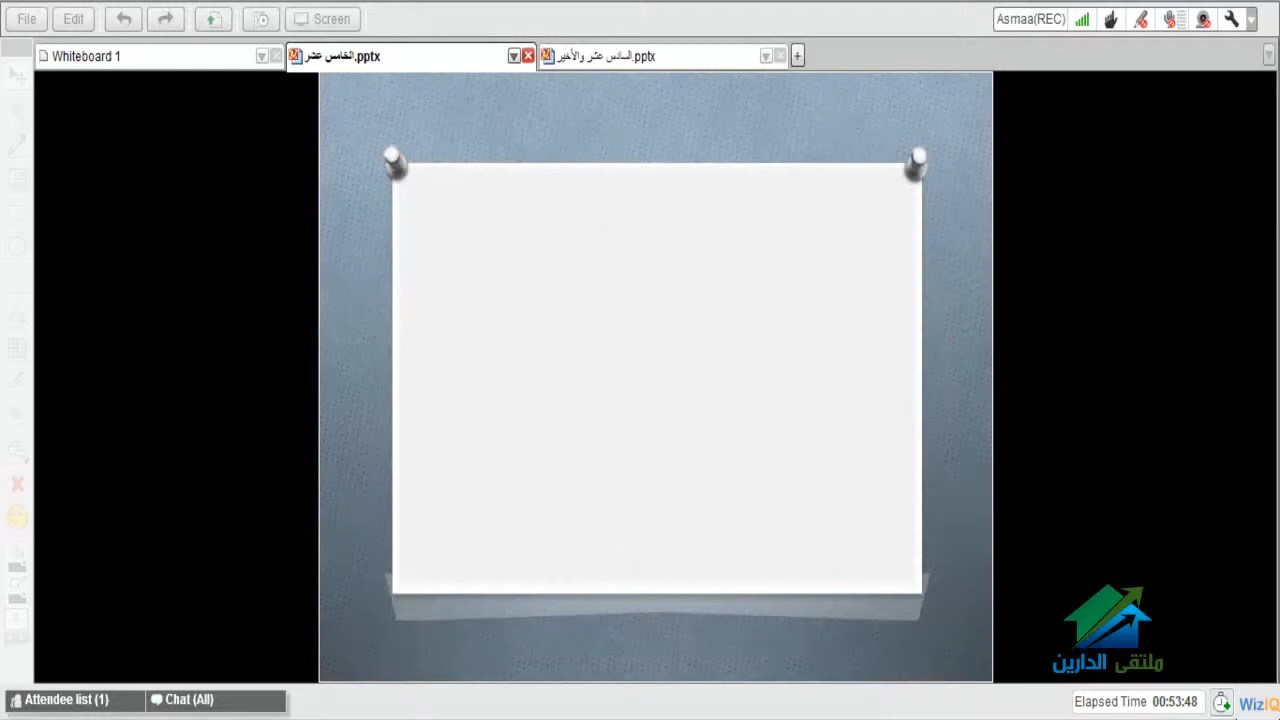 File
Edit
Screen
Asmaa(REC)
Whiteboard 1
الخامس عشر.pptx
السادس عشر والأخير.pptx
+
ملتقى الدارين
Attendee list (1)
Chat (All)
Elapsed Time 00:53:48
WizIQ